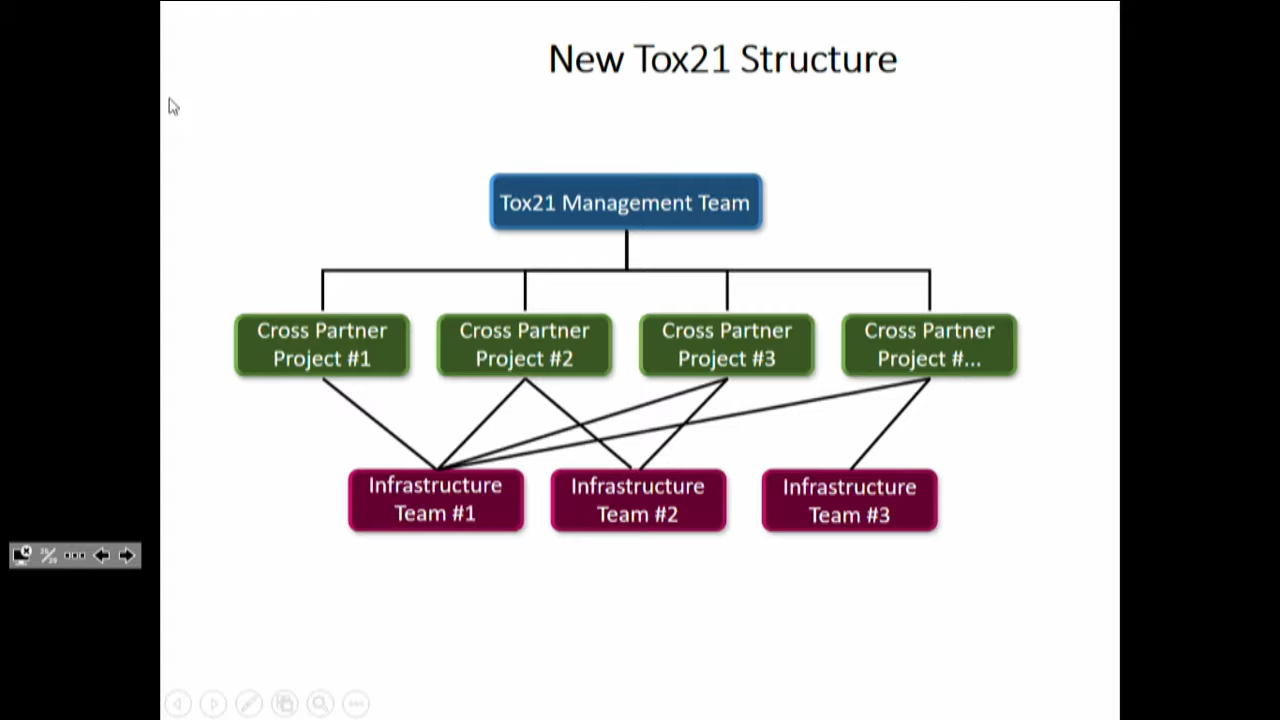 New Tox21 Structure
Tox21 Management Team
Cross Partner
Project #1
Cross Partner
Project #2
Cross Partner
Project #3
Cross Partner
Project #...
Infrastructure
Team #1
Infrastructure
Team #2
Infrastructure
Team #3